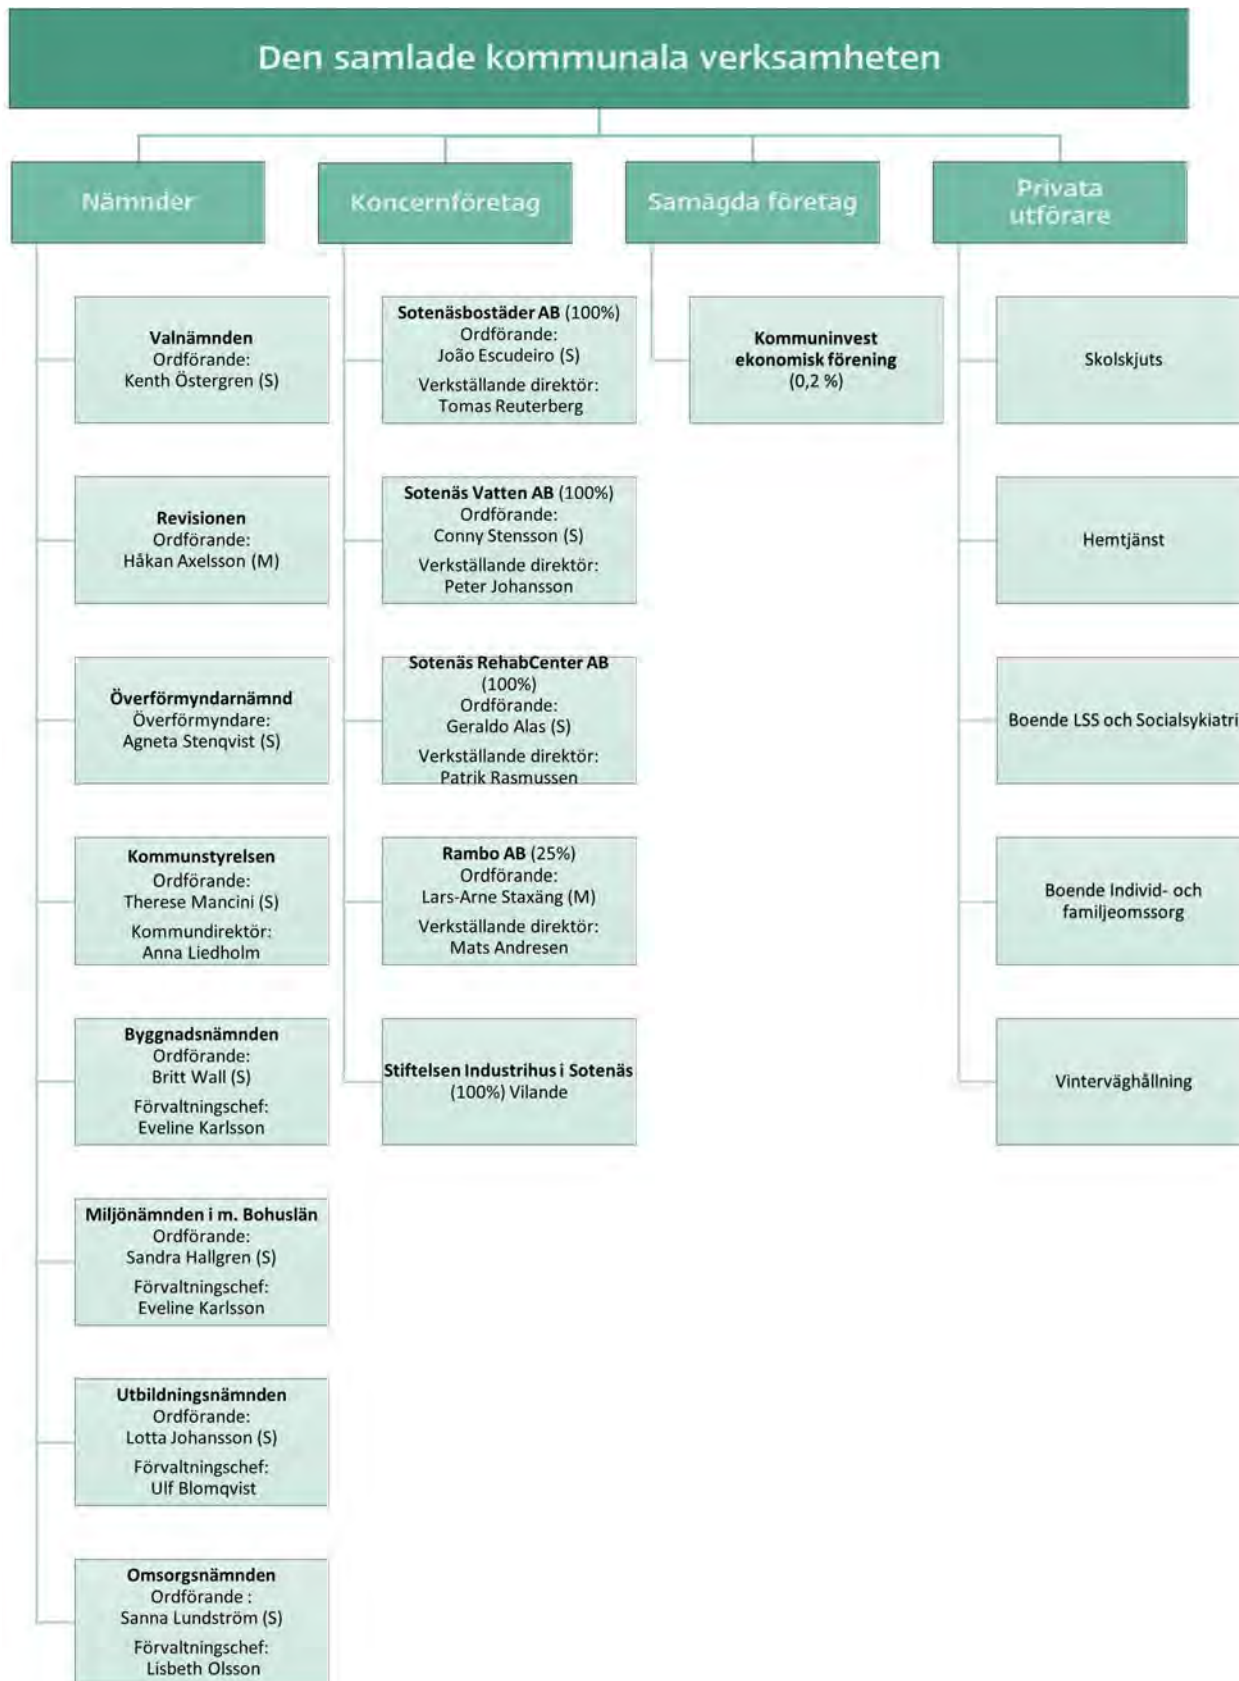 Den samlade kommunala verksamheten
Nämnder
Valnämnden
Ordförande:
Kenth Östergren (S)
Revisionen
Ordförande:
Håkan Axelsson (M)
Överförmyndarnämnd
Överförmyndare:
Agneta Stenqvist (S)
Kommunstyrelsen
Ordförande:
Therese Mancini (S)
Kommundirektör:
Anna Liedholm
Byggnadsnämnden
Ordförande:
Britt Wall (S)
Förvaltningschef:
Eveline Karlsson
Miljönämnden i m. Bohuslän
Ordförande:
Sandra Hallgren (S)
Förvaltningschef:
Eveline Karlsson
Utbildningsnämnden
Ordförande:
Lotta Johansson (S)
Förvaltningschef:
Ulf Blomqvist
Omsorgsnämnden
Ordförande :
Sanna Lundström (S)
Förvaltningschef:
Lisbeth Olsson
Koncernföretag
Sotenäsbostäder AB (100%)
Ordförande:
João Escudeiro (S)
Verkställande direktör:
Tomas Reuterberg
Sotenäs Vatten AB (100%)
Ordförande:
Conny Stensson (S)
Verkställande direktör:
Peter Johansson
Sotenäs RehabCenter AB
(100%)
Ordförande:
Geraldo Alas (S)
Verkställande direktör:
Patrik Rasmussen
Rambo AB (25%)
Ordförande:
Lars-Arne Staxäng (M)
Verkställande direktör:
Mats Andresen
Stiftelsen Industrihus i Sotenäs
(100%) Vilande
Samägda företag
Kommuninvest
ekonomisk förening
(0,2 %)
Privata
utförare
Skolskjuts
Hemtjänst
Boende LSS och Socialsykiatri
Boende Individ- och
familjeomssorg
Vinterväghållning